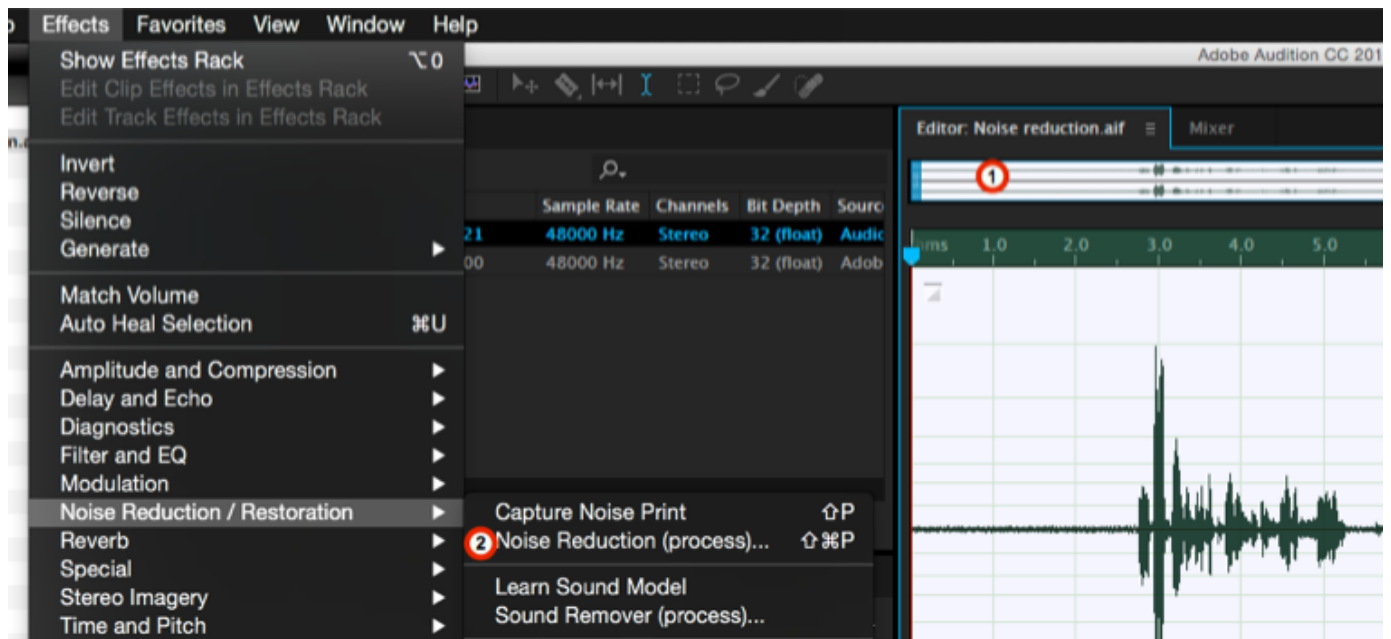 Effects Favorites View Window Help
Show Effects Rack ⌥0
Edit Clip Effects in Effects Rack
Edit Track Effects in Effects Rack
Invert
Reverse
Silence
Generate
Match Volume
Auto Heal Selection ⌘U
Amplitude and Compression
Delay and Echo
Diagnostics
Filter and EQ
Modulation
Noise Reduction / Restoration
Reverb
Special
Stereo Imagery
Time and Pitch
Capture Noise Print ⇧P
2 Noise Reduction (process)... ⇧⌘P
Learn Sound Model
Sound Remover (process)...
Adobe Audition CC 201
Sample Rate Channels Bit Depth Sourc
21 48000 Hz Stereo 32 (float) Audic
00 48000 Hz Stereo 32 (float) Adob
Editor: Noise reduction.aif ≡ Mixer
1
hms 1.0 2.0 3.0 4.0 5.0